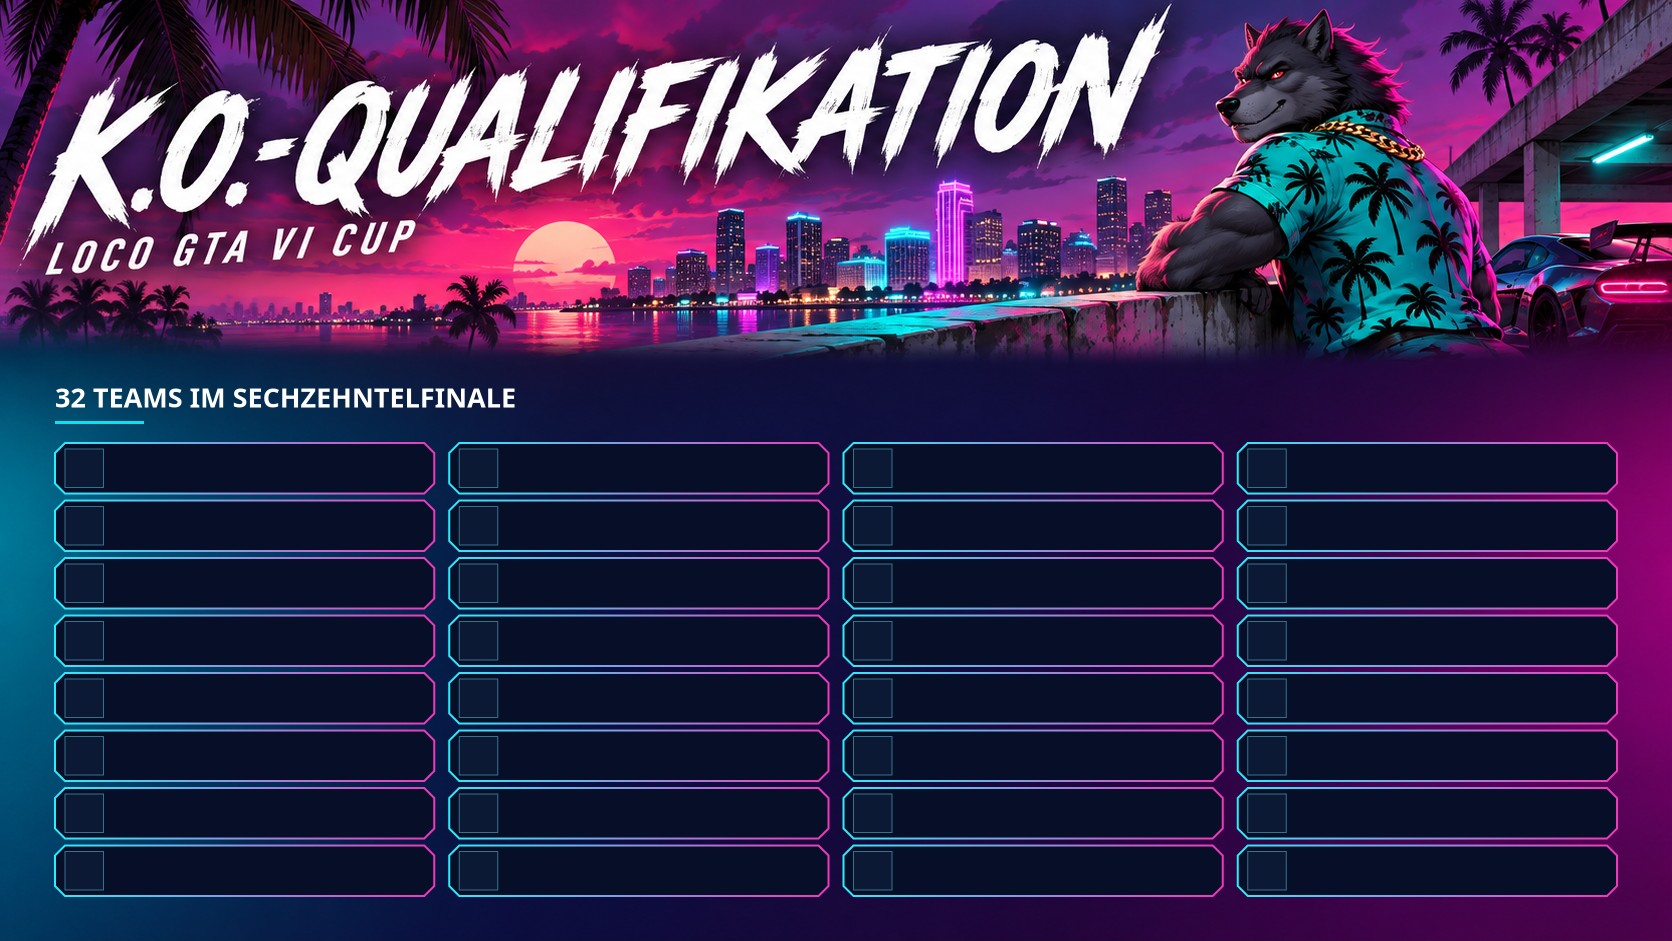 K.O.-QUALIFIKATION
LOCO GTA VI CUP
32 TEAMS IM SECHZEHNTELFINALE